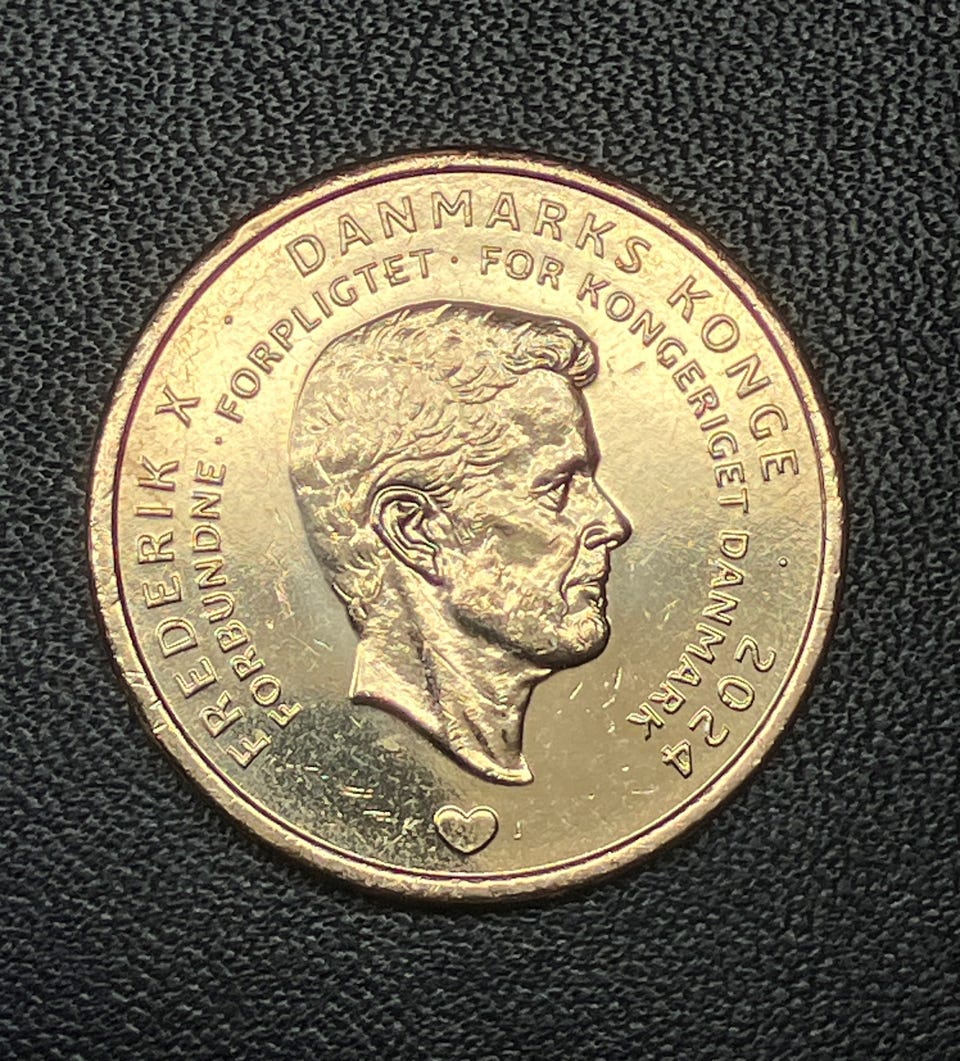 FREDERIK X · DANMARKS KONGE · 2024
FORBUNDNE · FORPLIGTET · FOR KONGERIGET DANMARK